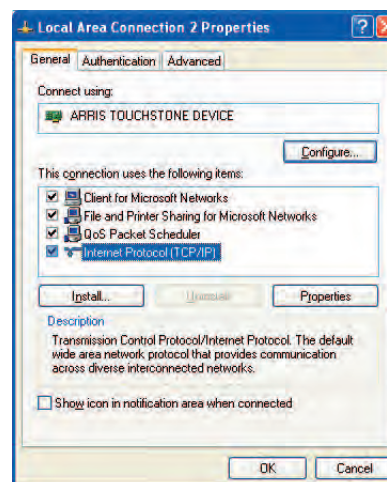 Local Area Connection 2 Properties
General Authentication Advanced
Connect using:
ARRIS TOUCHSTONE DEVICE
Configure...
This connection uses the following items:
Client for Microsoft Networks
File and Printer Sharing for Microsoft Networks
QoS Packet Scheduler
Internet Protocol (TCP/IP)
Install... Uninstall Properties
Description
Transmission Control Protocol/Internet Protocol. The default
wide area network protocol that provides communication
across diverse interconnected networks.
Show icon in notification area when connected
OK Cancel